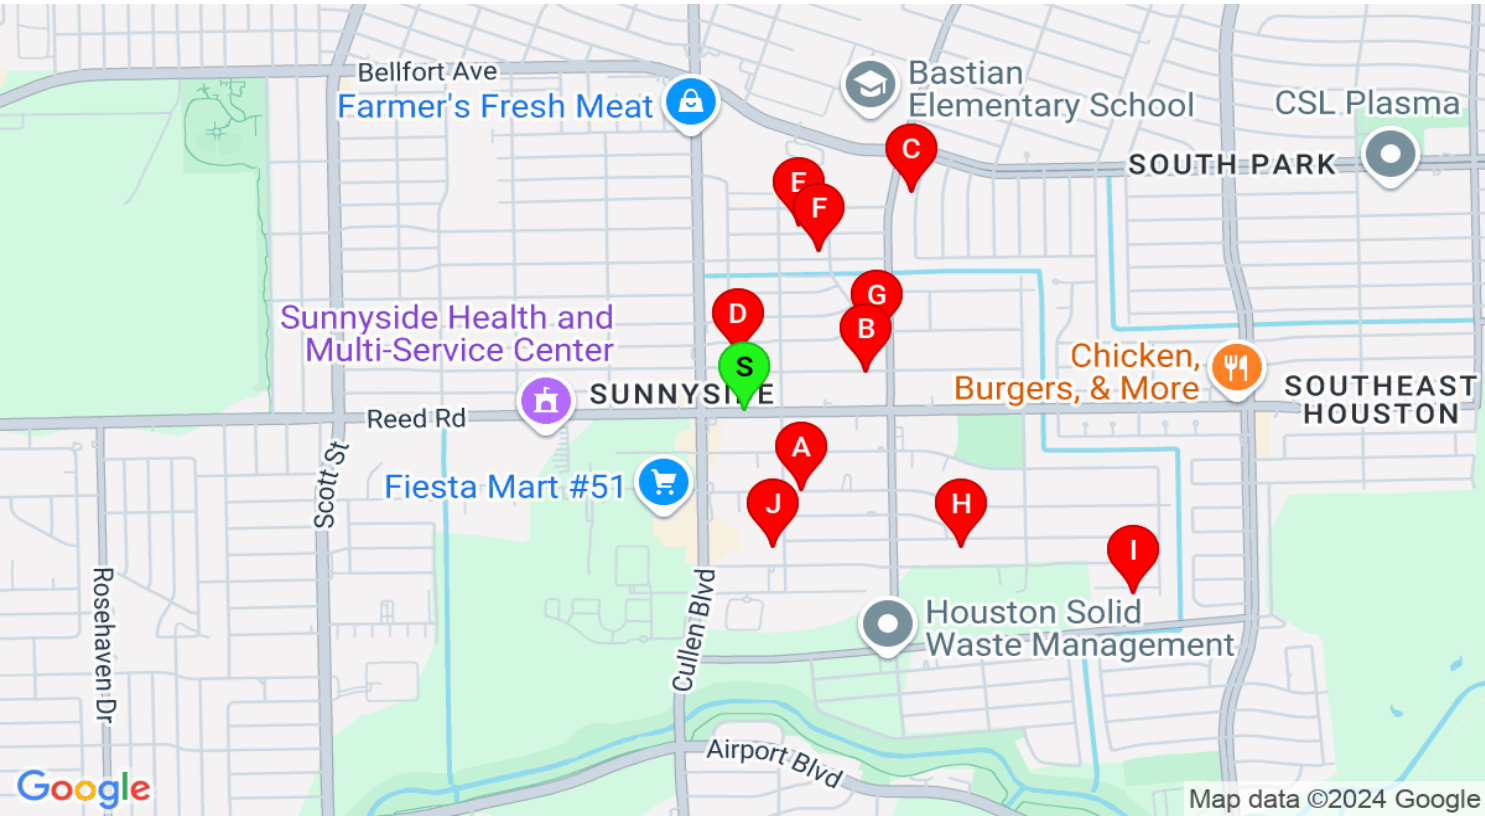 Bellfort Ave
Farmer's Fresh Meat
Bastian
Elementary School
CSL Plasma
SOUTH PARK
C
E
F
G
D
B
S
Sunnyside Health and
Multi-Service Center
SUNNYSIDE
Reed Rd
Chicken,
Burgers, & More
SOUTHEAST
HOUSTON
Scott St
Fiesta Mart #51
A
J
H
I
Rosehaven Dr
Cullen Blvd
Houston Solid
Waste Management
Airport Blvd
Google
Map data ©2024 Google